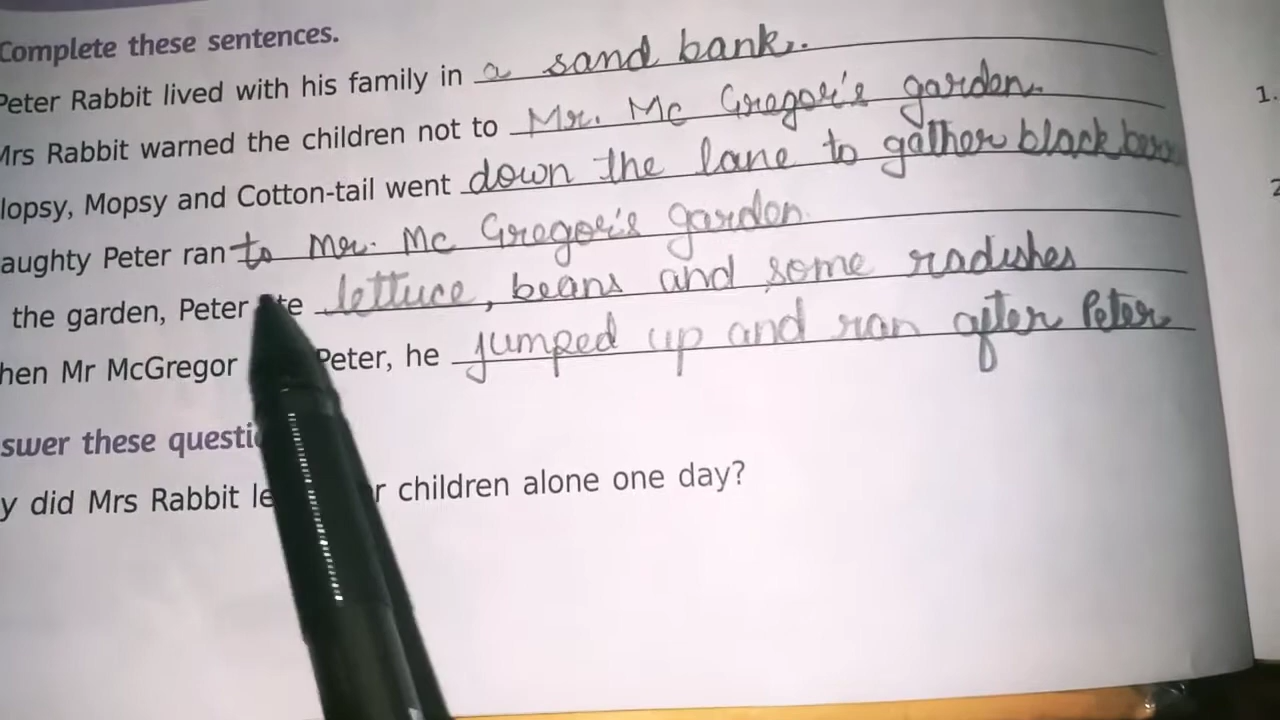 Complete these sentences.
Peter Rabbit lived with his family in a sand bank.
Mrs Rabbit warned the children not to Mr. Mc Gregor's garden.
lopsy, Mopsy and Cotton-tail went down the lane to gather black
aughty Peter ran to Mr. Mc Gregor's garden
the garden, Peter lettuce, beans and some radishes
hen Mr McGregor Peter, he jumped up and ran after Peter
swer these questi
y did Mrs Rabbit le r children alone one day?
1.
2